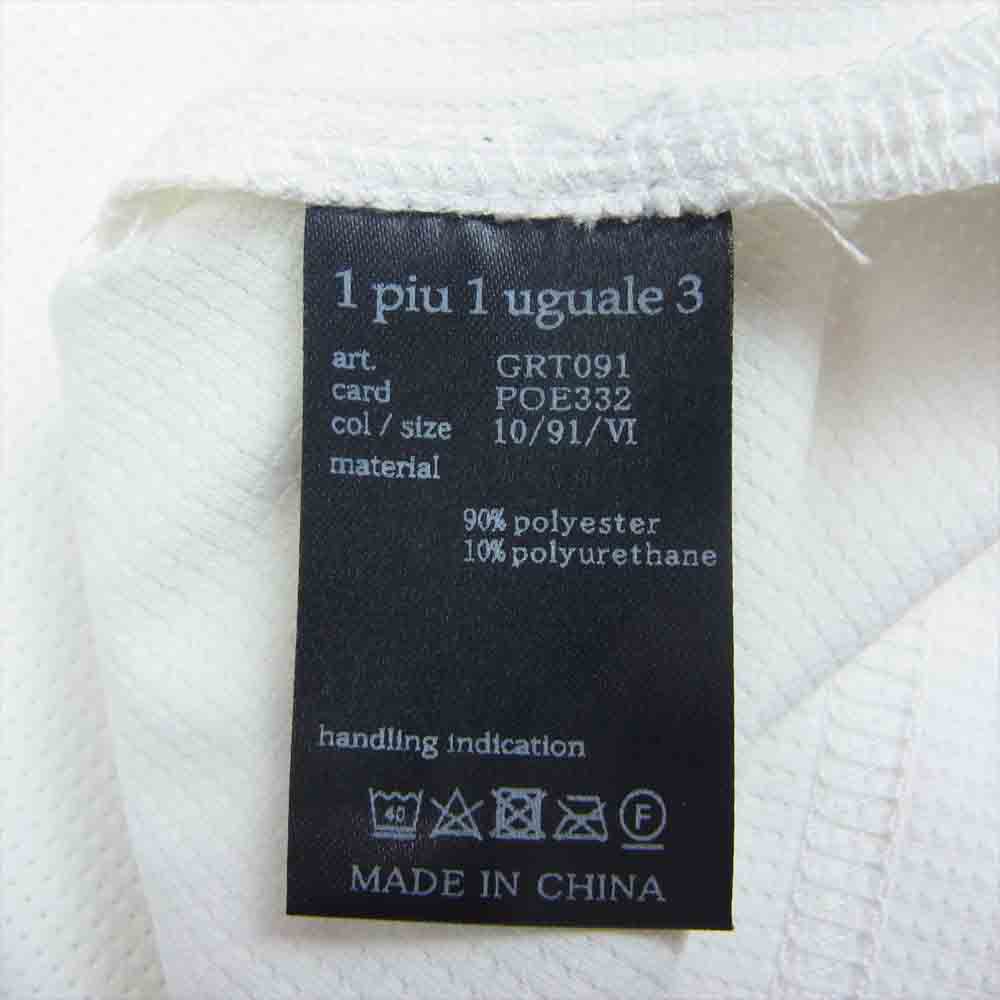 1 piu 1 uguale 3
art. GRT091
card POE332
col / size 10/91/VI
material
90% polyester
10% polyurethane
handling indication
40 F
MADE IN CHINA